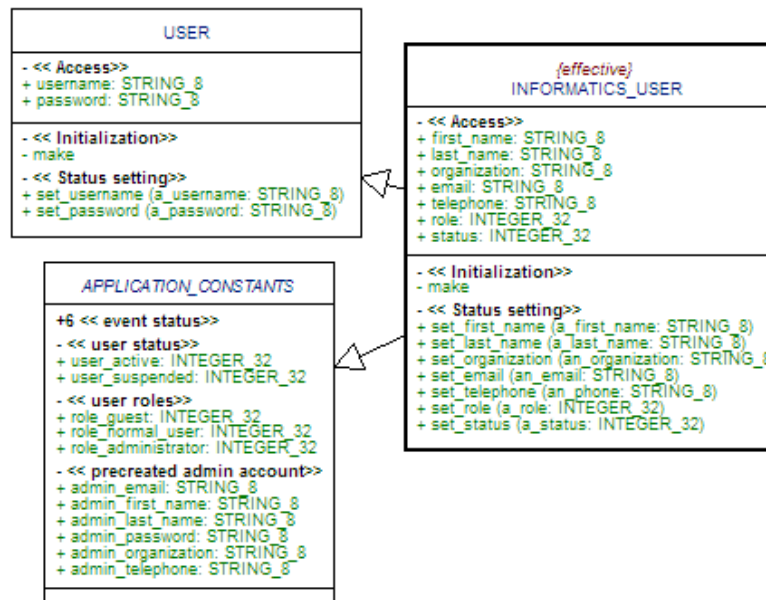 USER
- << Access>>
+ username: STRING_8
+ password: STRING_8
- << Initialization>>
- make
- << Status setting>>
+ set_username (a_username: STRING_8)
+ set_password (a_password: STRING_8)
{effective}
INFORMATICS_USER
- << Access>>
+ first_name: STRING_8
+ last_name: STRING_8
+ organization: STRING_8
+ email: STRING_8
+ telephone: STRING_8
+ role: INTEGER_32
+ status: INTEGER_32
- << Initialization>>
- make
- << Status setting>>
+ set_first_name (a_first_name: STRING_8)
+ set_last_name (a_last_name: STRING_8)
+ set_organization (an_organization: STRING_8
+ set_email (an_email: STRING_8)
+ set_telephone (an_phone: STRING_8)
+ set_role (a_role: INTEGER_32)
+ set_status (a_status: INTEGER_32)
APPLICATION_CONSTANTS
+6 << event status>>
- << user status>>
+ user_active: INTEGER_32
+ user_suspended: INTEGER_32
- << user roles>>
+ role_guest: INTEGER_32
+ role_normal_user: INTEGER_32
+ role_administrator: INTEGER_32
- << precreated admin account>>
+ admin_email: STRING_8
+ admin_first_name: STRING_8
+ admin_last_name: STRING_8
+ admin_password: STRING_8
+ admin_organization: STRING_8
+ admin_telephone: STRING_8